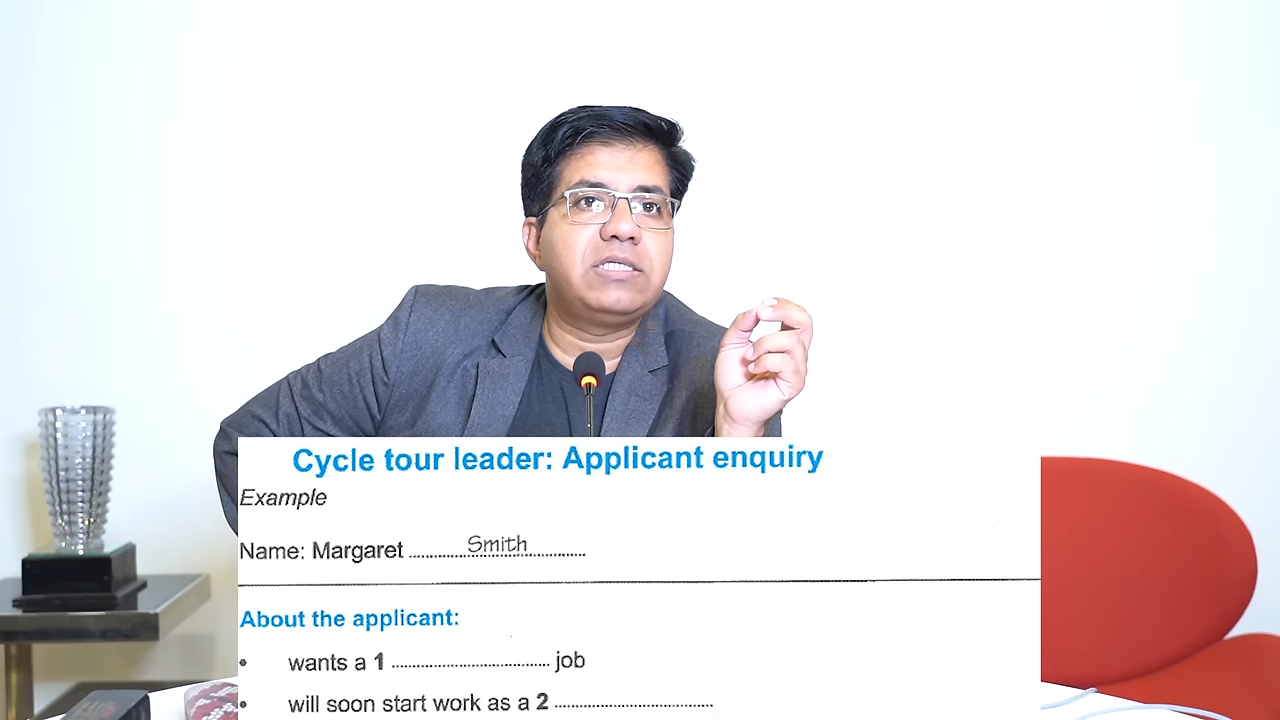 Cycle tour leader: Applicant enquiry
Example
Name: Margaret ........Smith........
About the applicant:
• wants a 1 ........................ job
• will soon start work as a 2 ........................